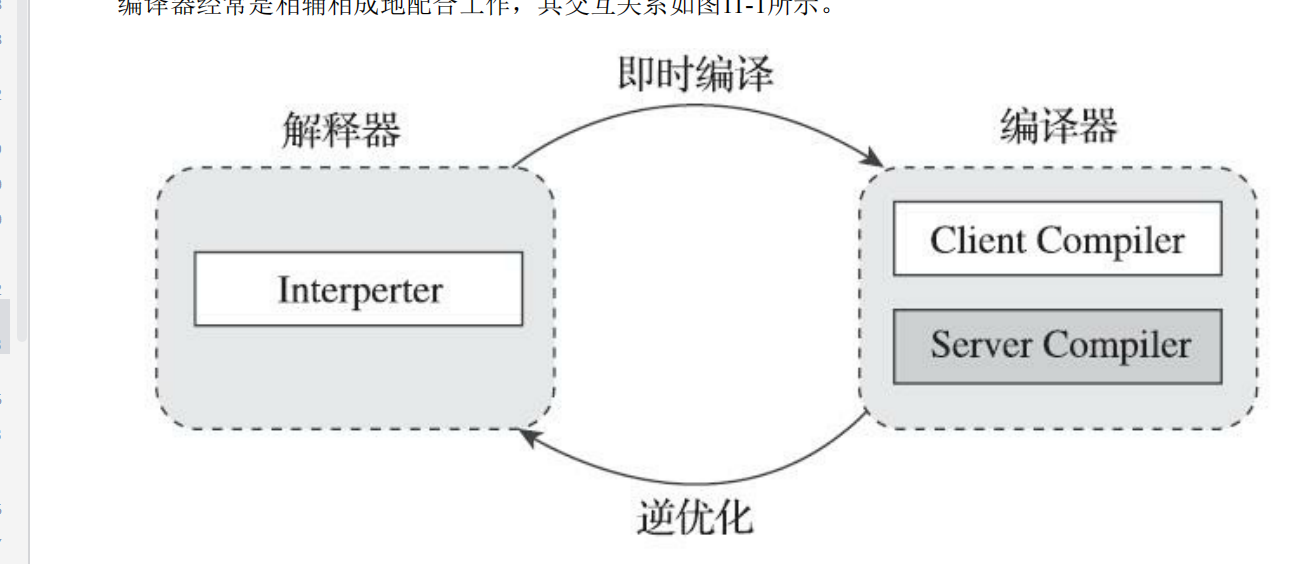 编译器经常是相辅相成地配合工作，其交互关系如图11-1所示。
即时编译
解释器
编译器
Client Compiler
Interperter
Server Compiler
逆优化